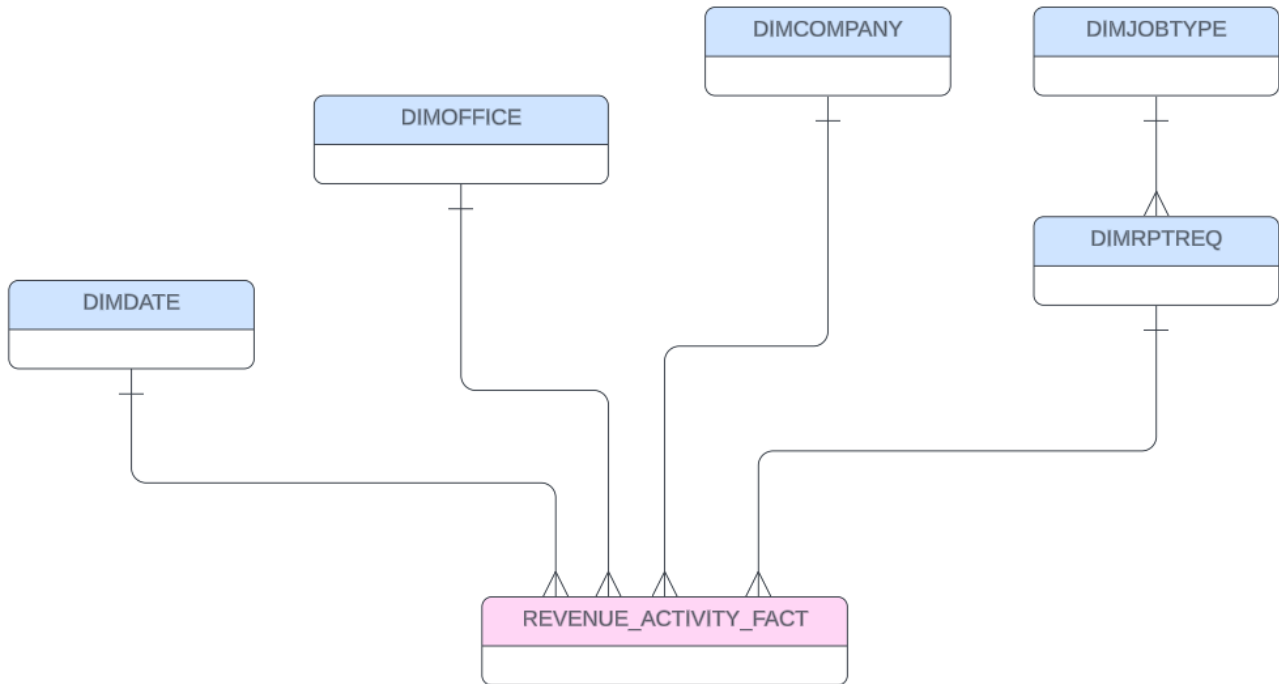 DIMCOMPANY
DIMJOBTYPE
DIMOFFICE
DIMRPTREQ
DIMDATE
REVENUE_ACTIVITY_FACT